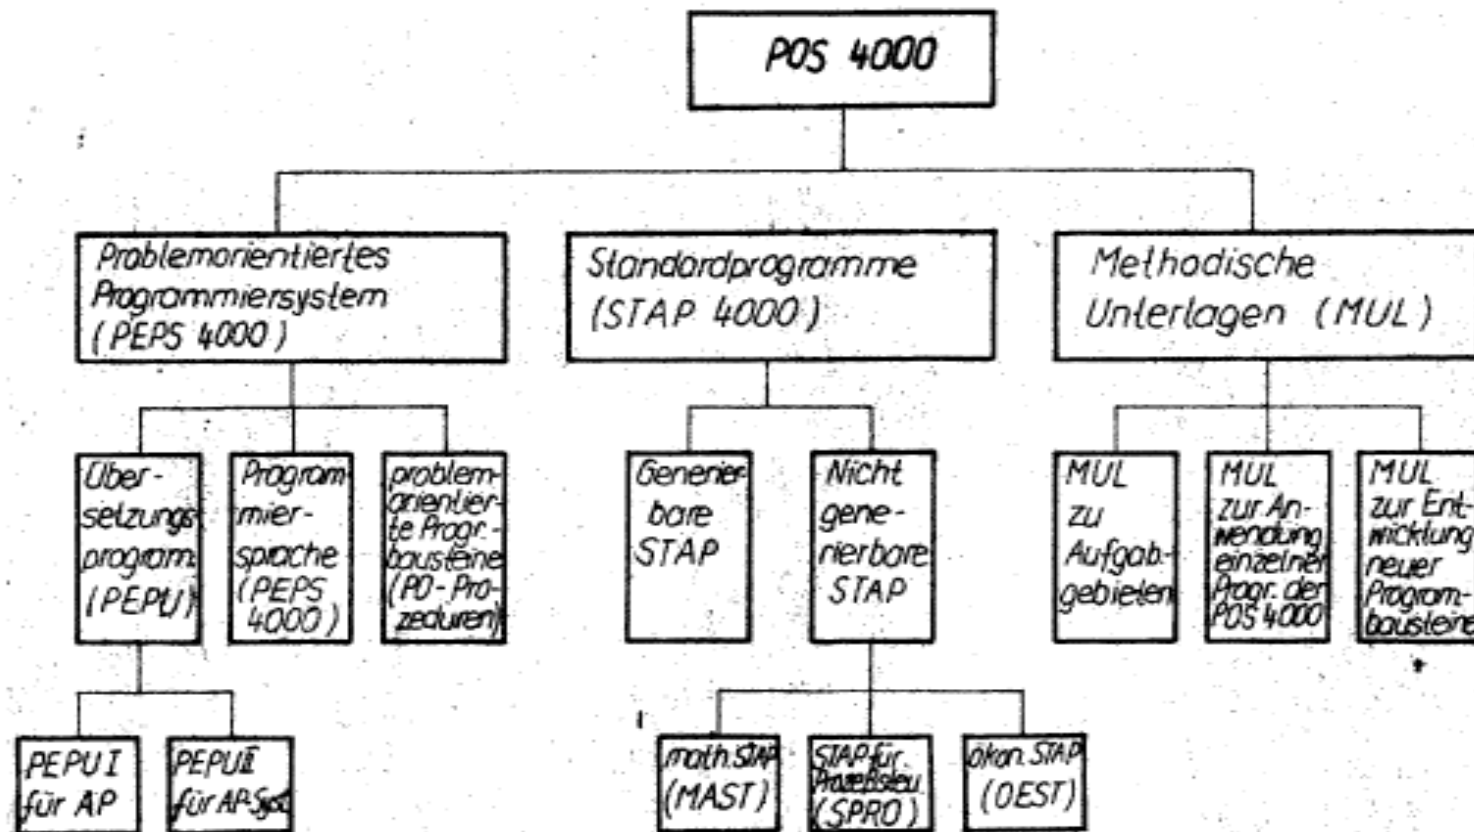 POS 4000
Problemorientiertes
Programmiersystem
(PEPS 4000)
Standardprogramme
(STAP 4000)
Methodische
Unterlagen (MUL)
Über-
setzungs
program.
(PEPU)
Program-
mier-
sprache
(PEPS
4000)
problem-
orientier-
te Progr.-
bausteine
(PO-Pro-
zeduren)
Generier-
bare
STAP
Nicht
gene-
rierbare
STAP
MUL
zu
Aufgab.-
gebieten
MUL
zur An-
wendung
einzelner
Progr. der
POS 4000
MUL
zur Ent-
wicklung
neuer
Program-
bausteine
PEPU I
für AP
PEPU II
für AP-Syst.
math. STAP
(MAST)
STAP für
Prozeßsteu.
(SPRO)
ökon. STAP
(OEST)